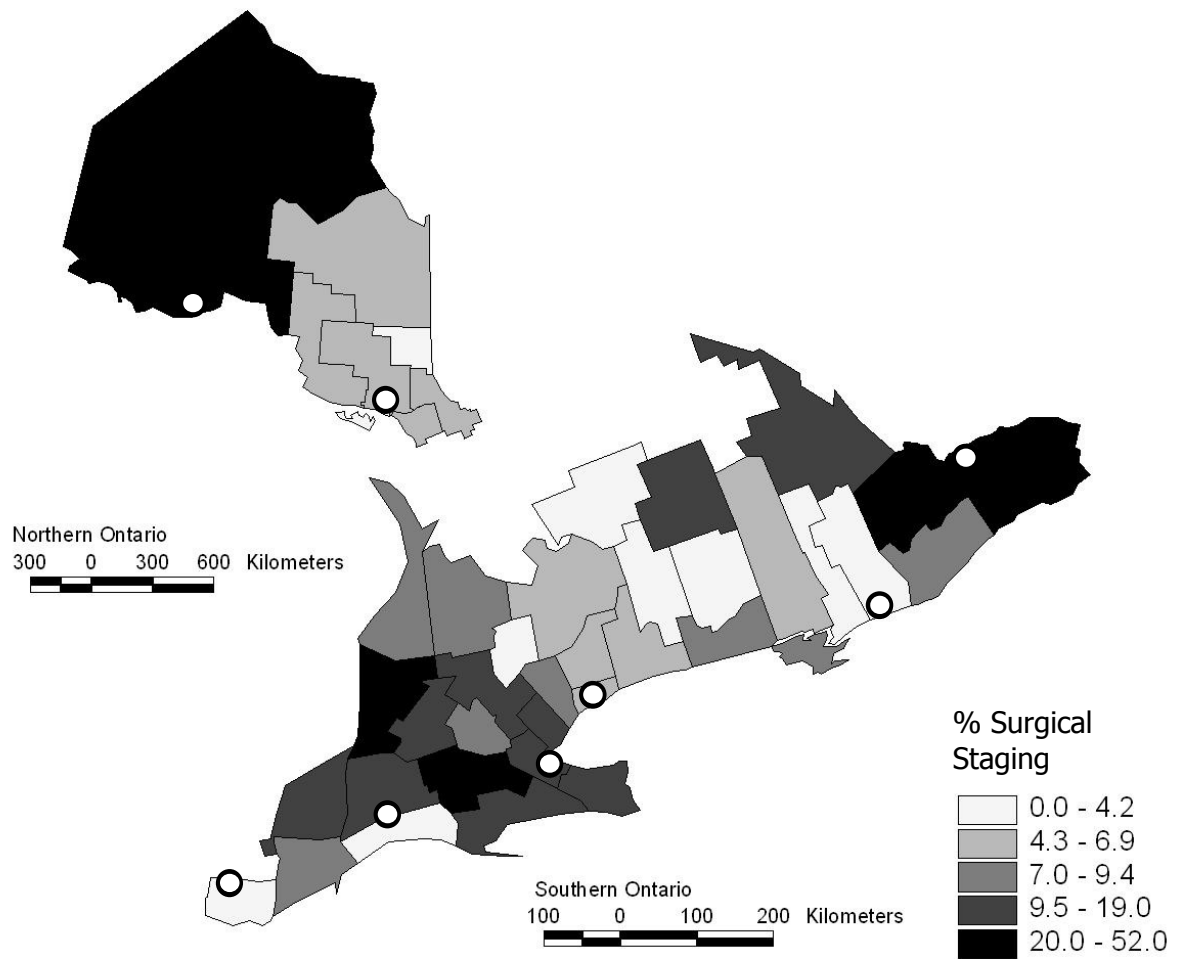 Northern Ontario
300 0 300 600 Kilometers
% Surgical
Staging
0.0 - 4.2
4.3 - 6.9
7.0 - 9.4
9.5 - 19.0
20.0 - 52.0
Southern Ontario
100 0 100 200 Kilometers